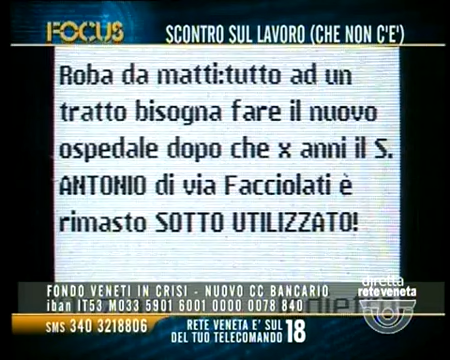 FOCUS
SCONTRO SUL LAVORO (CHE NON C'E')
Roba da matti:tutto ad un
tratto bisogna fare il nuovo
ospedale dopo che x anni il S.
ANTONIO di via Facciolati è
rimasto SOTTO UTILIZZATO!
diretta
reteveneta
FONDO VENETI IN CRISI - NUOVO CC BANCARIO
iban IT53 M033 5901 6001 0000 0078 840
SMS 340 3218806
RETE VENETA E' SUL 18
DEL TUO TELECOMANDO